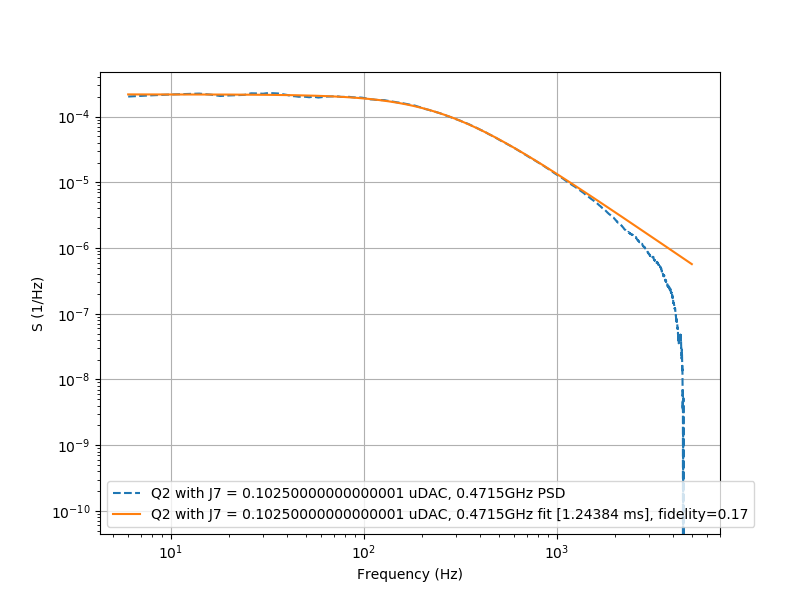 10⁻⁴
10⁻⁵
10⁻⁶
10⁻⁷
10⁻⁸
10⁻⁹
10⁻¹⁰
S (1/Hz)
Q2 with J7 = 0.10250000000000001 uDAC, 0.4715GHz PSD
Q2 with J7 = 0.10250000000000001 uDAC, 0.4715GHz fit [1.24384 ms], fidelity=0.17
10¹ 10² 10³
Frequency (Hz)